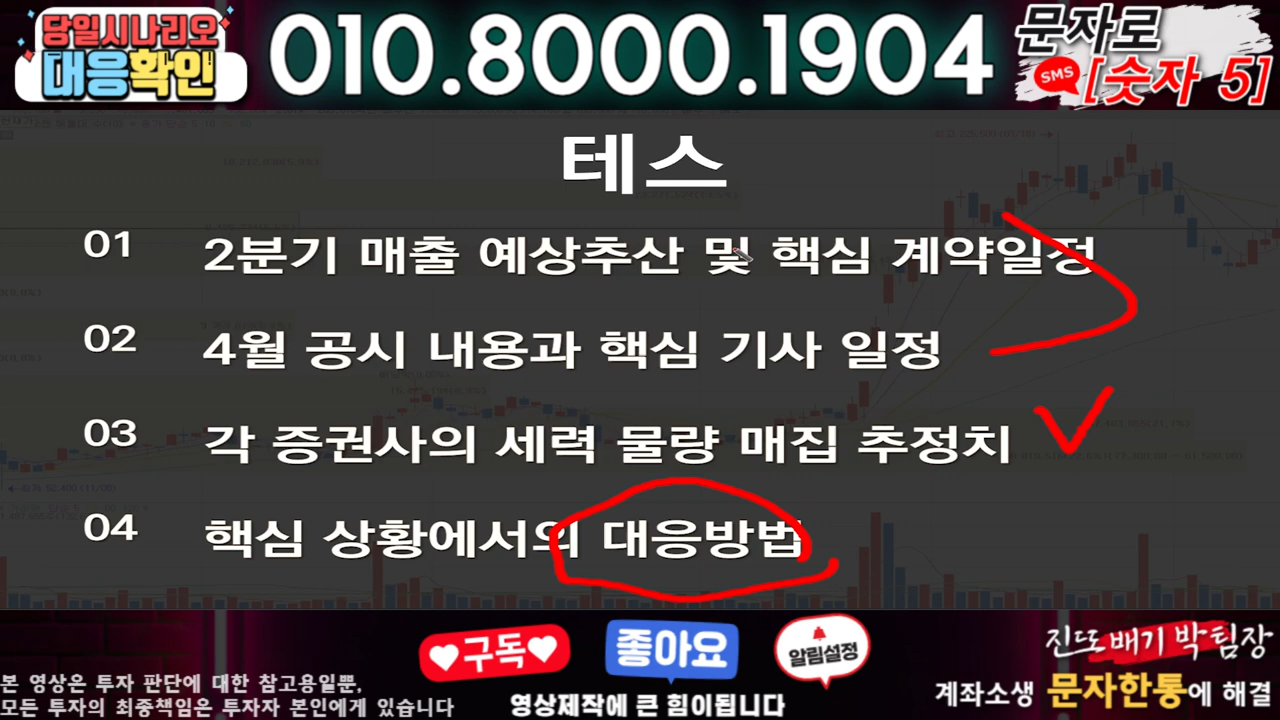 당일시나리오
대응확인
010.8000.1904
문자로
SMS [숫자 5]
테스
01 2분기 매출 예상추산 및 핵심 계약일정
02 4월 공시 내용과 핵심 기사 일정
03 각 증권사의 세력 물량 매집 추정치
04 핵심 상황에서의 대응방법
구독 좋아요 알림설정
영상제작에 큰 힘이됩니다
본 영상은 투자 판단에 대한 참고용일뿐,
모든 투자의 최종책임은 투자자 본인에게 있습니다
진또배기 박팀장
계좌소생 문자한통에 해결